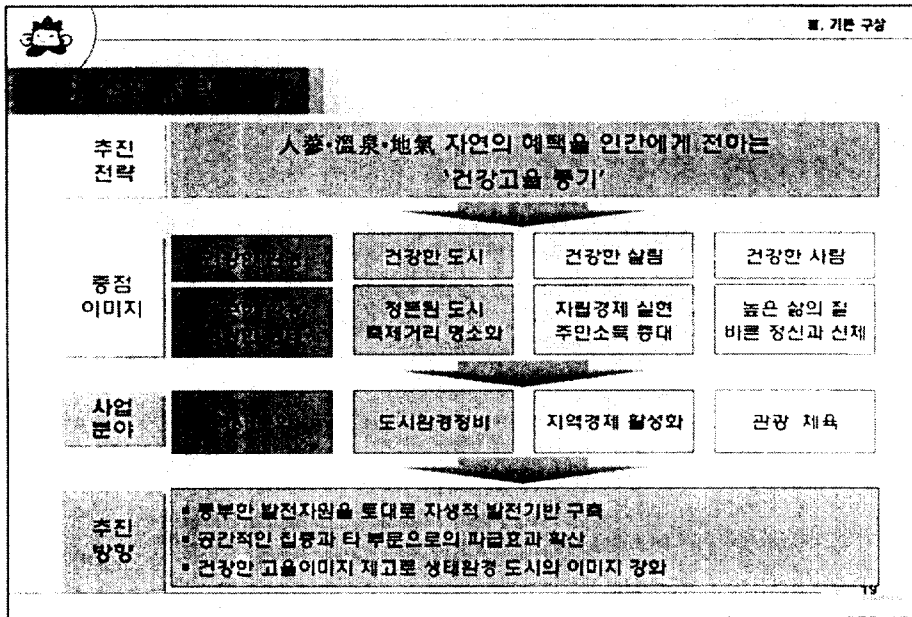 Ⅲ. 기본 구상
추진
전략
人蔘·溫泉·地氣 자연의 혜택을 인간에게 전하는
'건강고을 풍기'
중점
이미지
건강한 도시
건강한 살림
건강한 사람
정돈된 도시
축제거리 명소화
자립경제 실현
주민소득 증대
높은 삶의 질
바른 정신과 신체
사업
분야
도시환경정비
지역경제 활성화
관광 체육
추진
방향
▪ 풍부한 발전자원을 토대로 자생적 발전기반 구축
▪ 공간적인 집중과 타 부문으로의 파급효과 확산
▪ 건강한 고을이미지 제고로 생태환경 도시의 이미지 강화
19